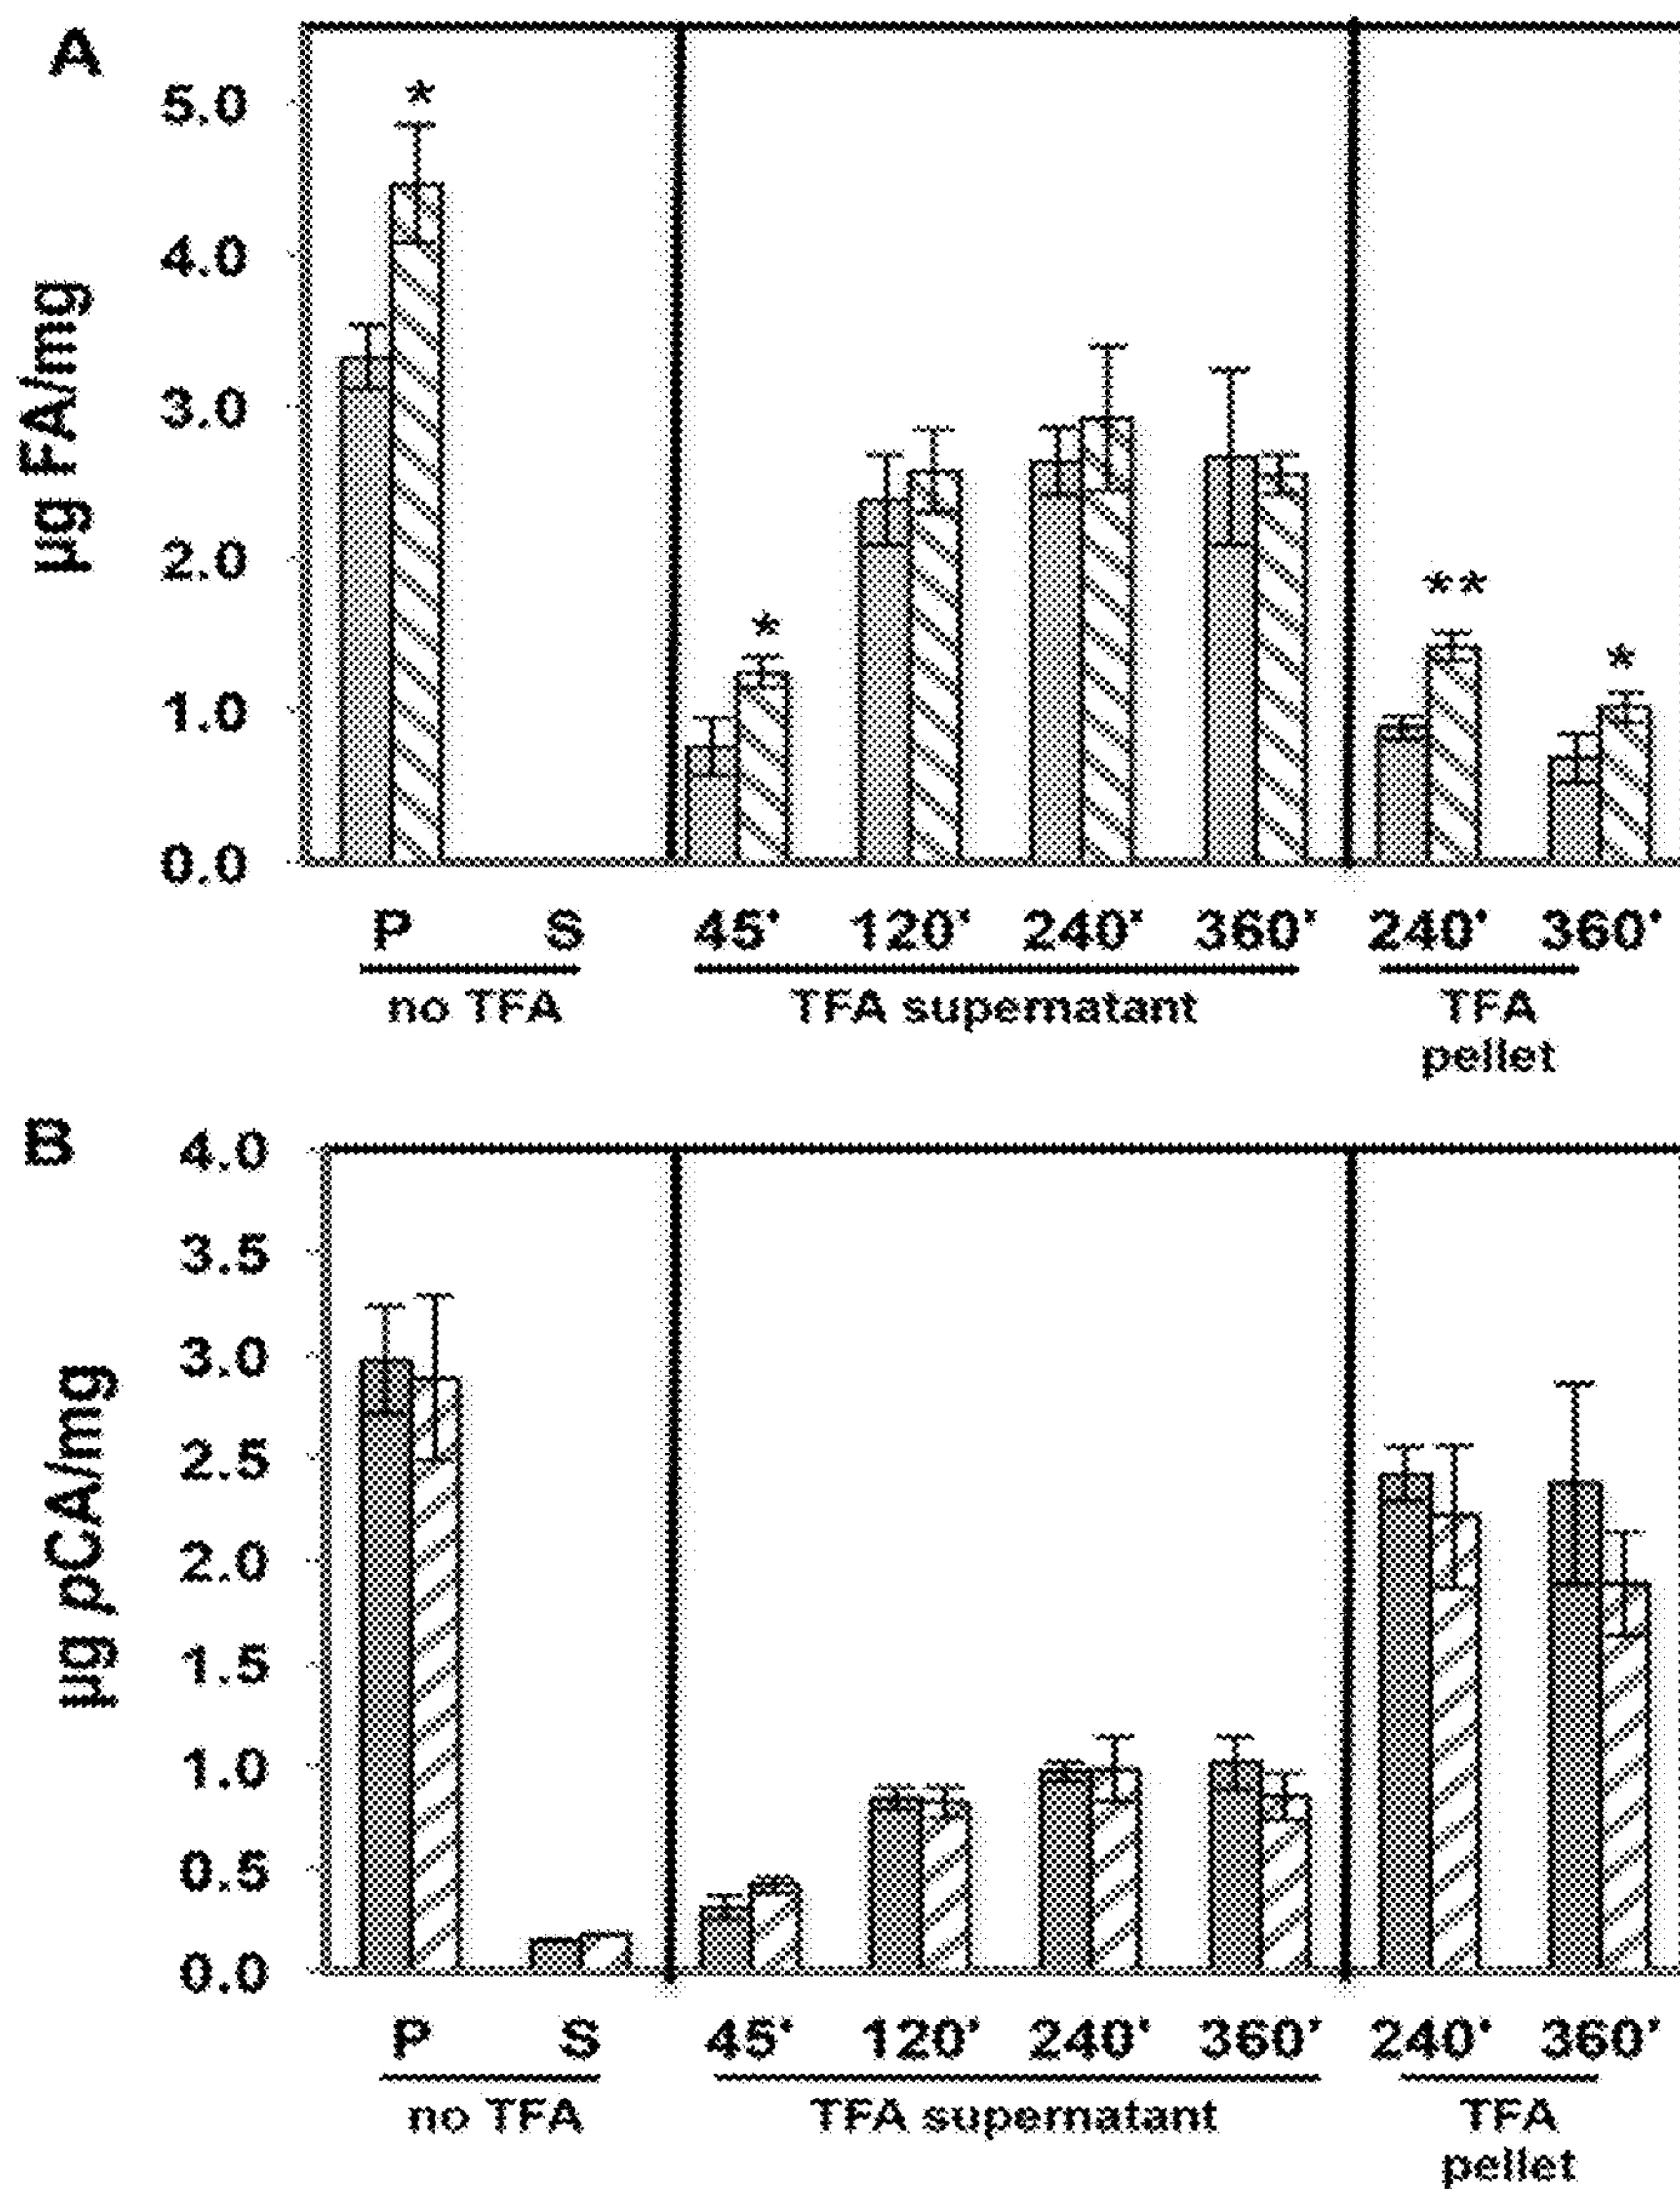 A
5.0
*
4.0
3.0
2.0
1.0
0.0
µg FA/mg
*
**
*
P S 45' 120' 240' 360' 240' 360'
no TFA TFA supernatant TFA
pellet
B
4.0
3.5
3.0
2.5
2.0
1.5
1.0
0.5
0.0
µg pCA/mg
P S 45' 120' 240' 360' 240' 360'
no TFA TFA supernatant TFA
pellet